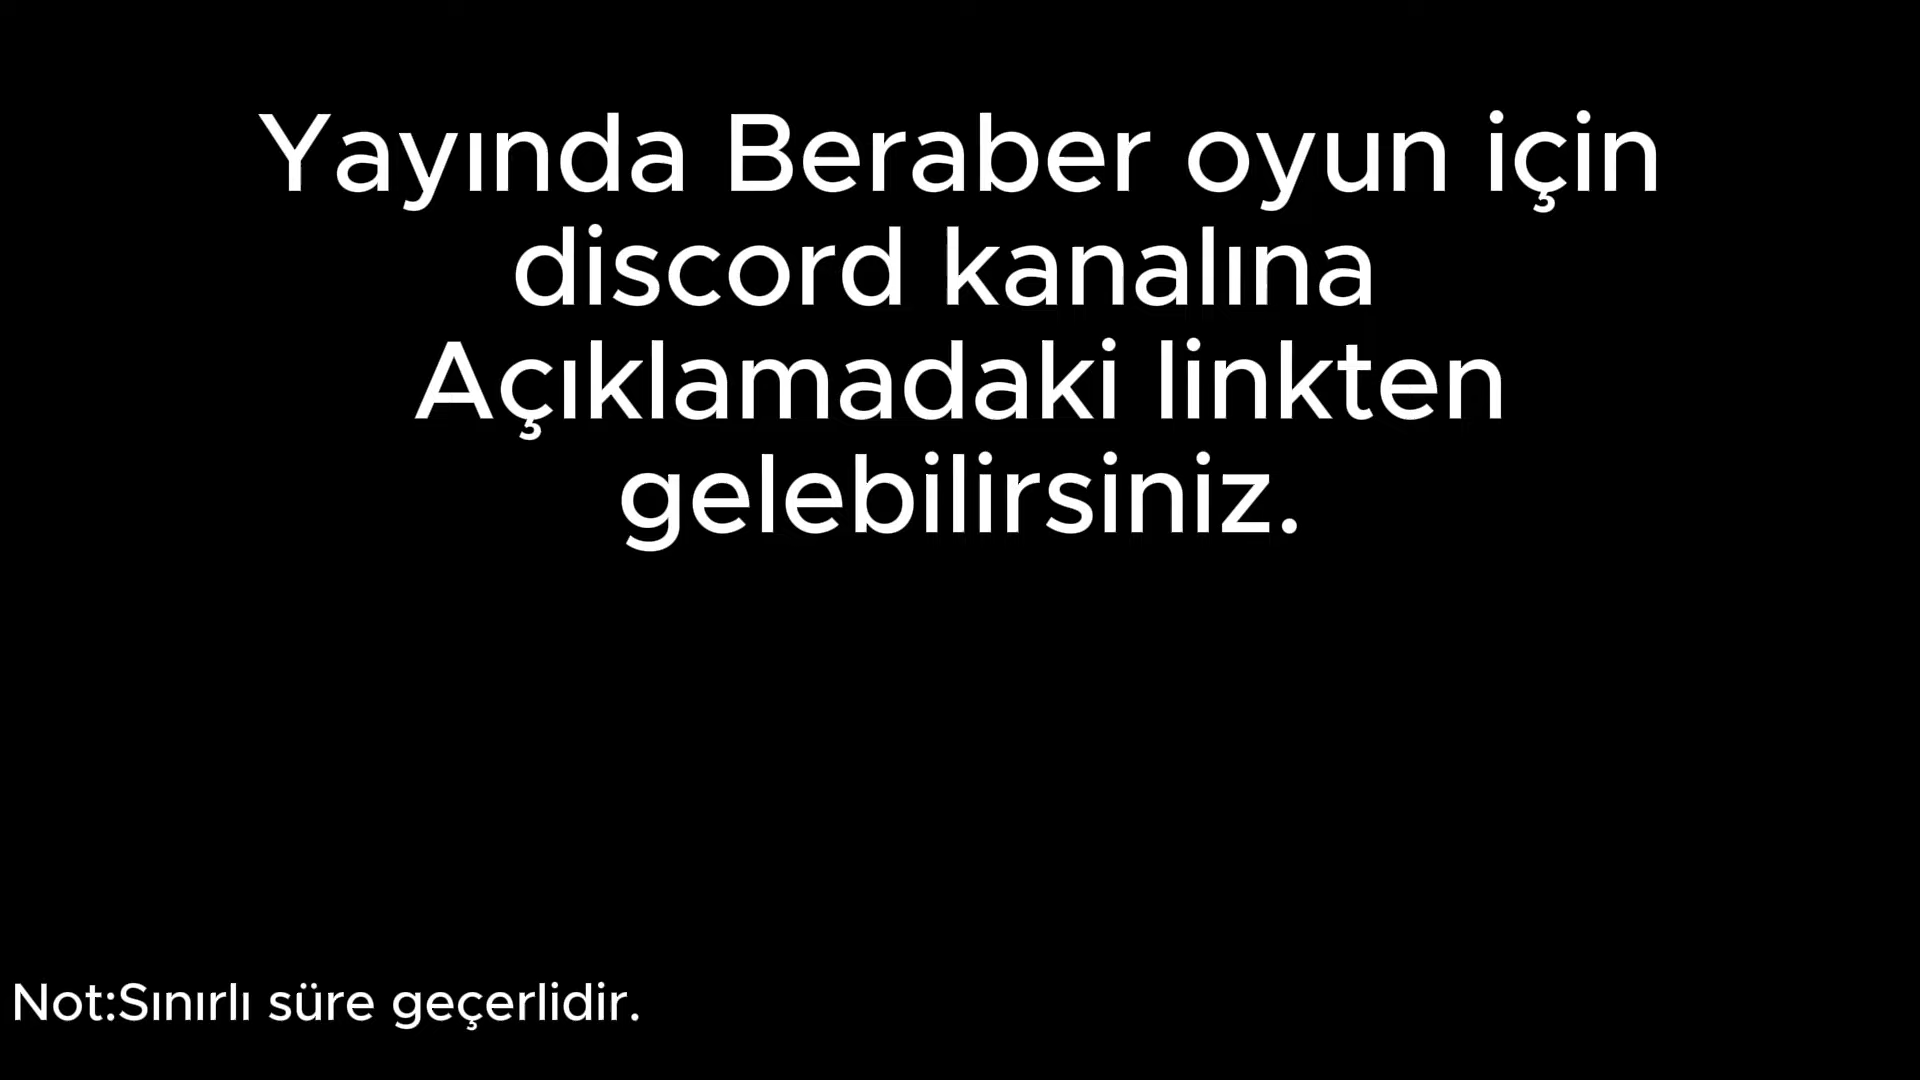 Yayında Beraber oyun için
discord kanalına
Açıklamadaki linkten
gelebilirsiniz.
Not:Sınırlı süre geçerlidir.